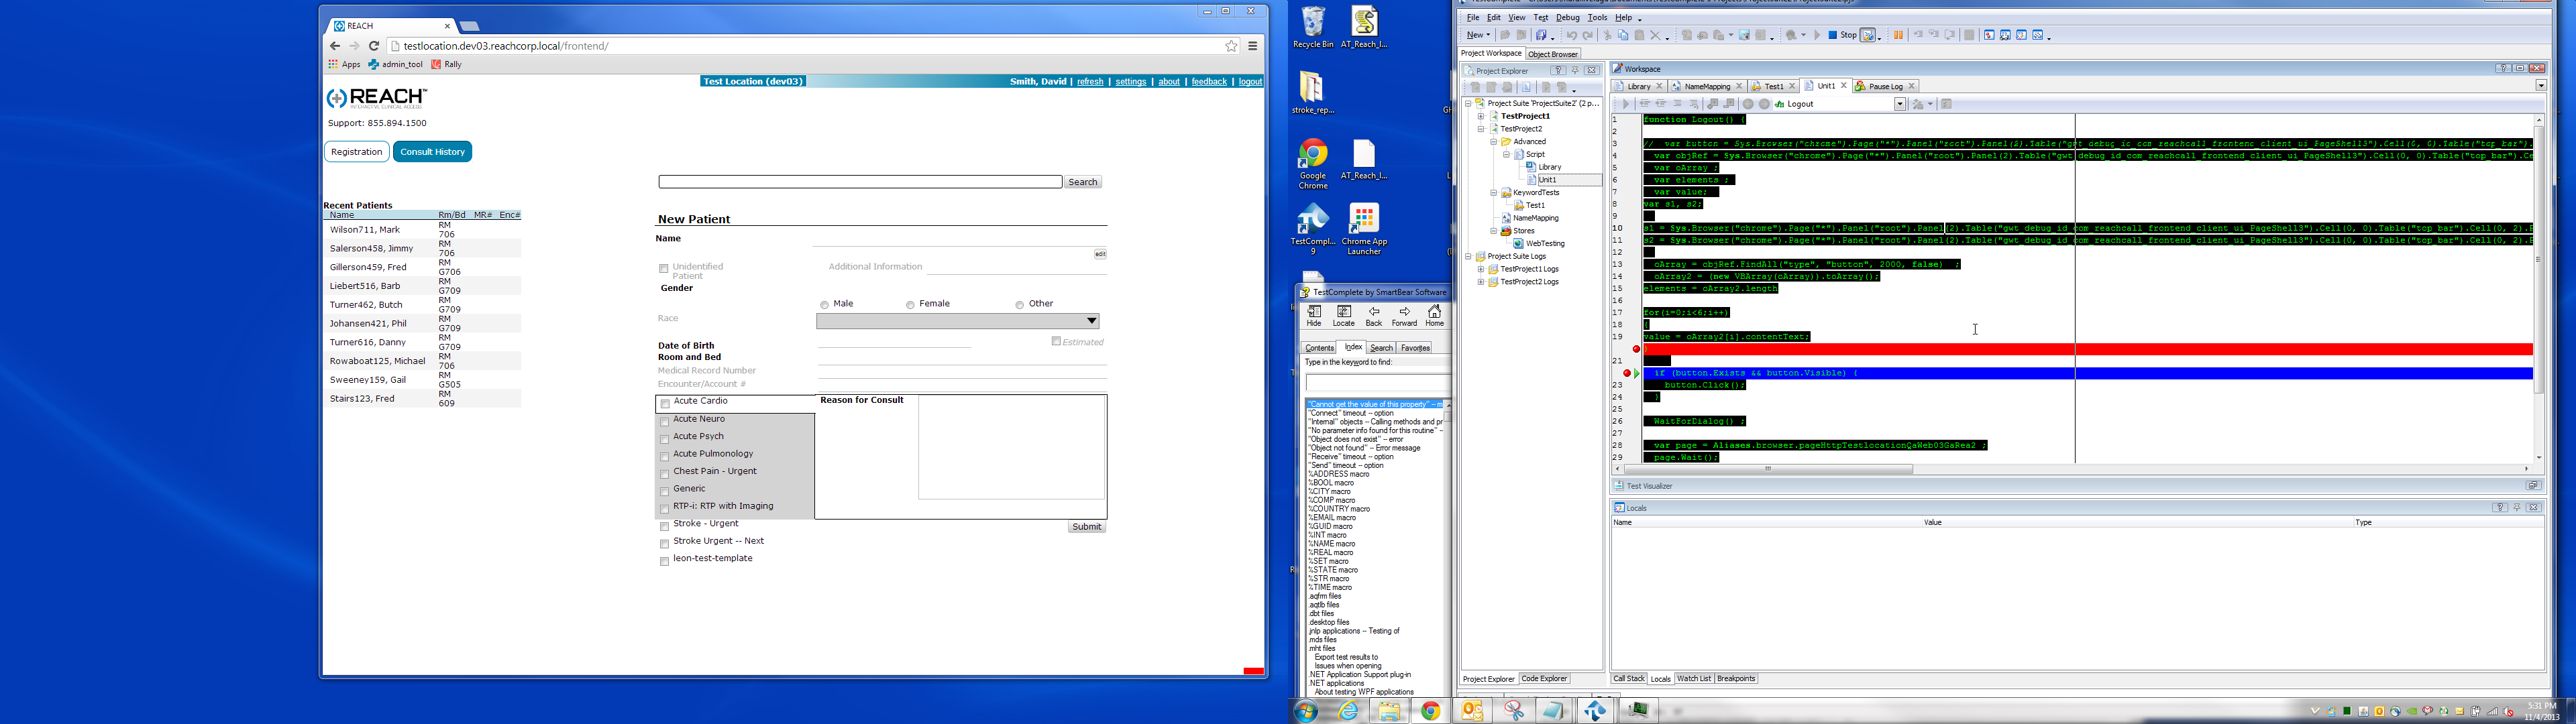 REACH
testlocation.dev03.reachcorp.local/frontend/
Apps admin_tool Rally
Test Location (dev03) Smith, David | refresh | settings | about | feedback | logout
REACH
INTERACTIVE CLINICAL ACCESS
Support: 855.894.1500
Registration Consult History
Search
Recent Patients
Name Rm/Bd MR# Enc#
Wilson711, Mark RM 706
Salerson458, Jimmy RM 706
Gillerson459, Fred RM G706
Liebert516, Barb RM G709
Turner462, Butch RM G709
Johansen421, Phil RM G709
Turner616, Danny RM G709
Rowaboat125, Michael RM 706
Sweeney159, Gail RM G505
Stairs123, Fred RM 609
New Patient
Name
edit
Unidentified Patient Additional Information
Gender
Male Female Other
Race
Date of Birth Estimated
Room and Bed
Medical Record Number
Encounter/Account #
Acute Cardio Reason for Consult
Acute Neuro
Acute Psych
Acute Pulmonology
Chest Pain - Urgent
Generic
RTP-i: RTP with Imaging
Stroke - Urgent
Submit
Stroke Urgent -- Next
leon-test-template
Recycle Bin AT_Reach_I...
stroke_rep...
Google Chrome AT_Reach_I...
TestCompl... 9 Chrome App Launcher
TestComplete by SmartBear Software
Hide Locate Back Forward Home
Contents Index Search Favorites
Type in the keyword to find:
"Cannot get the value of this property" -- m
"Connect" timeout -- option
"Internal" objects -- Calling methods and pr
"No parameter info found for this routine" --
"Object does not exist" -- error
"Object not found" -- Error message
"Receive" timeout -- option
"Send" timeout -- option
%ADDRESS macro
%BOOL macro
%CITY macro
%COMP macro
%COUNTRY macro
%EMAIL macro
%GUID macro
%INT macro
%NAME macro
%REAL macro
%SET macro
%STATE macro
%STR macro
%TIME macro
.aqfm files
.aqtlb files
.dbt files
.desktop files
.jnlp applications -- Testing of
.mds files
.mht files
Export test results to
Issues when opening
.NET Application Support plug-in
.NET applications
About testing WPF applications
File Edit View Test Debug Tools Help
New Stop
Project Workspace Object Browser
Project Explorer
Project Suite 'ProjectSuite2' (2 p...
TestProject1
TestProject2
Advanced
Script
Library
Unit1
KeywordTests
Test1
NameMapping
Stores
WebTesting
Project Suite Logs
TestProject1 Logs
TestProject2 Logs
Project Explorer Code Explorer
Workspace
Library NameMapping Test1 Unit1 Pause Log
Logout
1 function Logout() {
2
3 // var button = Sys.Browser("chrome").Page("*").Panel("root").Panel(2).Table("gwt_debug_id_com_reachcall_frontend_client_ui_PageShell3").Cell(0, 0).Table("top_bar").
4 var objRef = Sys.Browser("chrome").Page("*").Panel("root").Panel(2).Table("gwt_debug_id_com_reachcall_frontend_client_ui_PageShell3").Cell(0, 0).Table("top_bar").Ce
5 var oArray ;
6 var elements ;
7 var value;
8 var s1, s2;
9
10 s1 = Sys.Browser("chrome").Page("*").Panel("root").Panel(2).Table("gwt_debug_id_com_reachcall_frontend_client_ui_PageShell3").Cell(0, 0).Table("top_bar").Cell(0, 2).
11 s2 = Sys.Browser("chrome").Page("*").Panel("root").Panel(2).Table("gwt_debug_id_com_reachcall_frontend_client_ui_PageShell3").Cell(0, 0).Table("top_bar").Cell(0, 2).
12
13 oArray = objRef.FindAll("type", "button", 2000, false) ;
14 oArray2 = (new VBArray(oArray)).toArray();
15 elements = oArray2.length
16
17 for(i=0;i<6;i++)
18 {
19 value = oArray2[i].contentText;
}
21
if (button.Exists && button.Visible) {
23 button.Click();
24 }
26 WaitForDialog() ;
28 var page = Aliases.browser.pageHttpTestlocationQaWeb03GaRea2 ;
29 page.Wait();
Test Visualizer
Locals
Name Value Type
Call Stack Locals Watch List Breakpoints
5:31 PM
11/4/2013